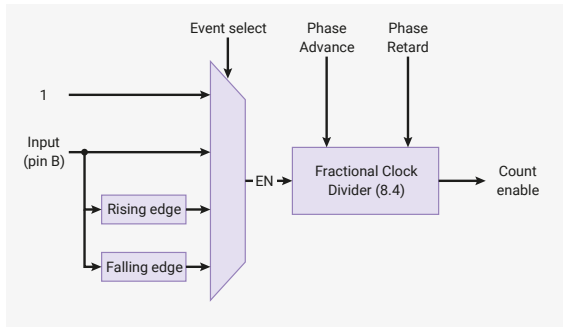 Event select
Phase
Advance
Phase
Retard
1
Input
(pin B)
EN
Fractional Clock
Divider (8.4)
Count
enable
Rising edge
Falling edge